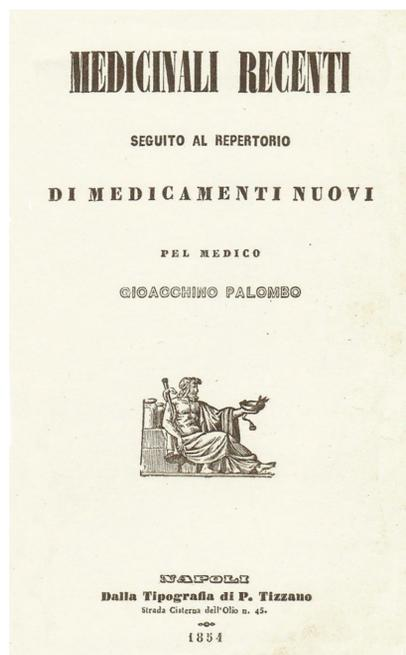 MEDICINALI RECENTI
SEGUITO AL REPERTORIO
DI MEDICAMENTI NUOVI
PEL MEDICO
GIOACCHINO PALOMBO
NAPOLI
Dalla Tipografia di P. Tizzano
Strada Cisterna dell'Olio n. 45.
1854